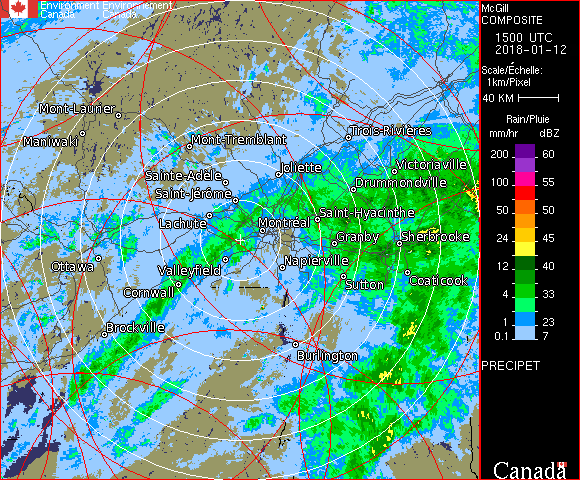 Environment Environnement
Canada Canada
McGill
COMPOSITE
1500 UTC
2018-01-12
Scale/Échelle:
1km/Pixel
40 KM
Rain/Pluie
mm/hr dBZ
200 60
100 55
50 50
24 45
12 40
4 33
1 23
0.1 7
PRECIPET
Canada
Mont-Laurier
Maniwaki
Mont-Tremblant
Trois-Rivières
Sainte-Adèle
Joliette
Victoriaville
Saint-Jérôme
Drummondville
Lachute
Montréal
Saint-Hyacinthe
Granby
Sherbrooke
Ottawa
Valleyfield
Napierville
Cornwall
Sutton
Coaticook
Brockville
Burlington